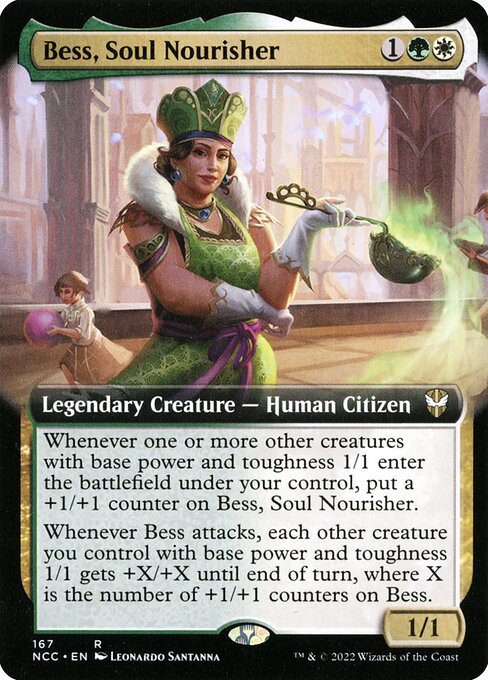 Bess, Soul Nourisher 1
Legendary Creature — Human Citizen
Whenever one or more other creatures
with base power and toughness 1/1 enter
the battlefield under your control, put a
+1/+1 counter on Bess, Soul Nourisher.
Whenever Bess attacks, each other creature
you control with base power and toughness
1/1 gets +X/+X until end of turn, where X
is the number of +1/+1 counters on Bess.
1/1
167 R
NCC • EN Leonardo Santanna
™ & © 2022 Wizards of the Coast